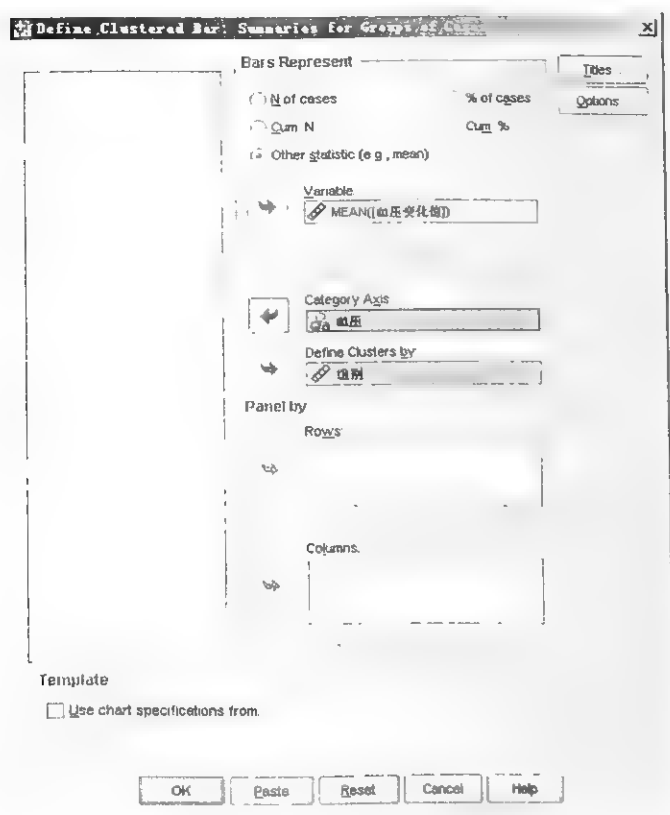 Define Clustered Bar: Summaries for Groups of Cases
Bars Represent
Titles
Options
N of cases
% of cases
Cum N
Cum %
Other statistic (e g , mean)
Variable
MEAN([血压变化值])
Category Axis
血压
Define Clusters by
组别
Panel by
Rows
Columns.
Template
Use chart specifications from.
OK
Paste
Reset
Cancel
Help